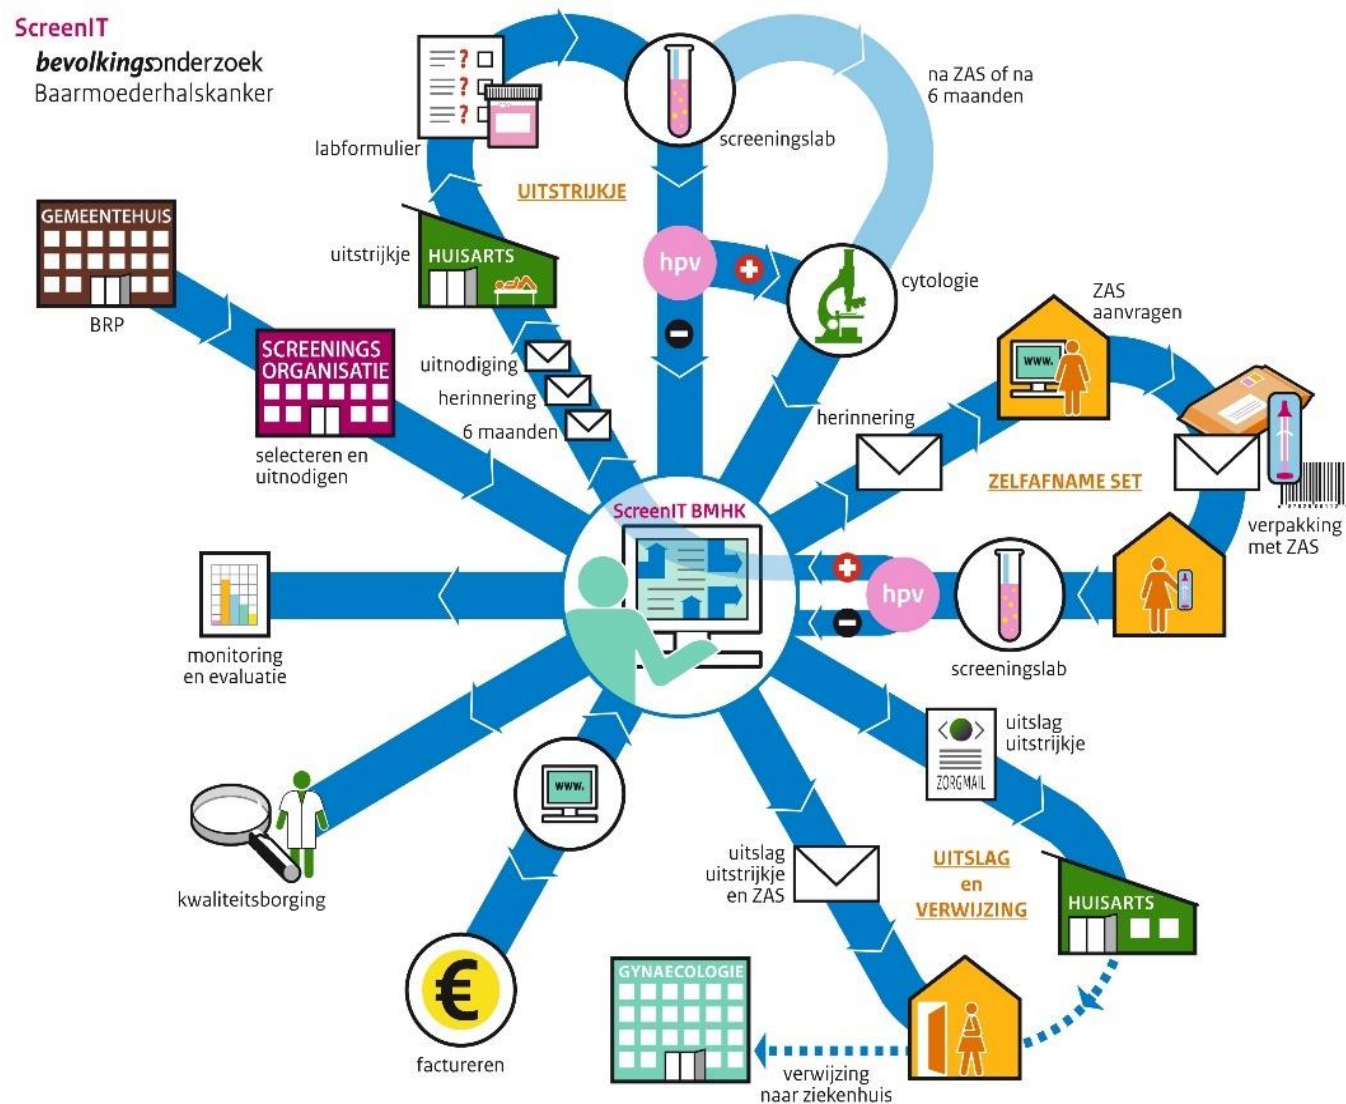 ScreenIT
bevolkingsonderzoek
Baarmoederhalskanker
labformulier
? 
?
?
screeningslab
na ZAS of na
6 maanden
UITSTRIJKJE
GEMEENTEHUIS
BRP
uitstrijkje
HUISARTS
hpv
cytologie
SCREENINGS
ORGANISATIE
selecteren en
uitnodigen
uitnodiging
herinnering
6 maanden
ZAS
aanvragen
www.
herinnering
ZELFAFNAME SET
verpakking
met ZAS
ScreenIT BMHK
hpv
screeningslab
monitoring
en evaluatie
kwaliteitsborging
www.
€
factureren
uitslag
uitstrijkje
ZORGMAIL
uitslag
uitstrijkje
en ZAS
UITSLAG
en
VERWIJZING
HUISARTS
GYNAECOLOGIE
verwijzing
naar ziekenhuis